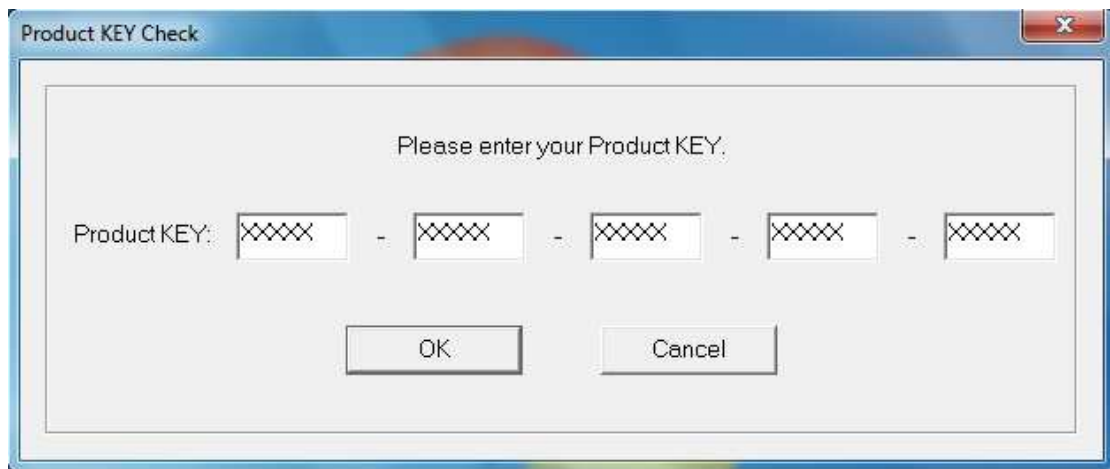 Product KEY Check
Please enter your Product KEY.
Product KEY: XXXXX - XXXXX - XXXXX - XXXXX - XXXXX
OK Cancel